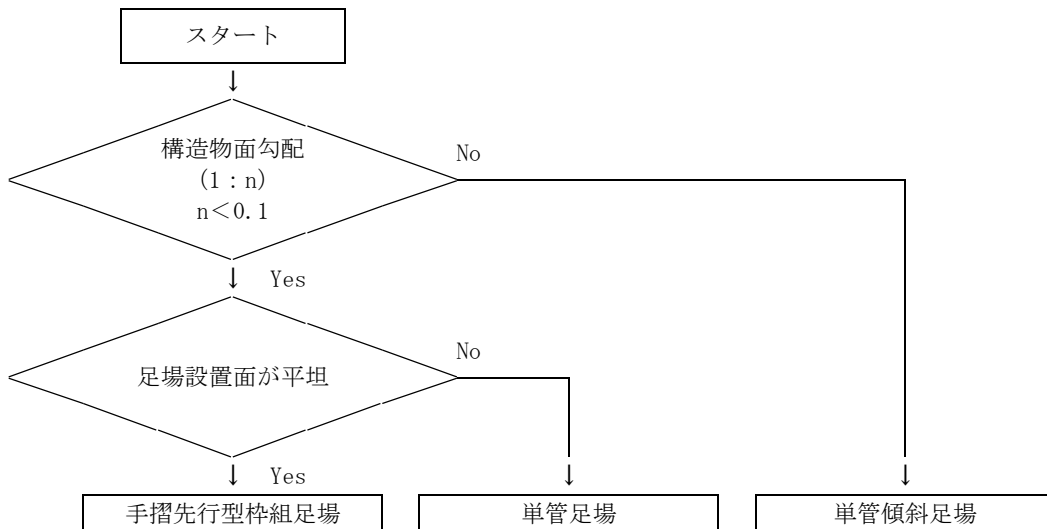 スタート
↓
構造物面勾配
(1：n)
n＜0.1
No
↓ Yes
足場設置面が平坦
No
↓ Yes
↓
↓
手摺先行型枠組足場
単管足場
単管傾斜足場